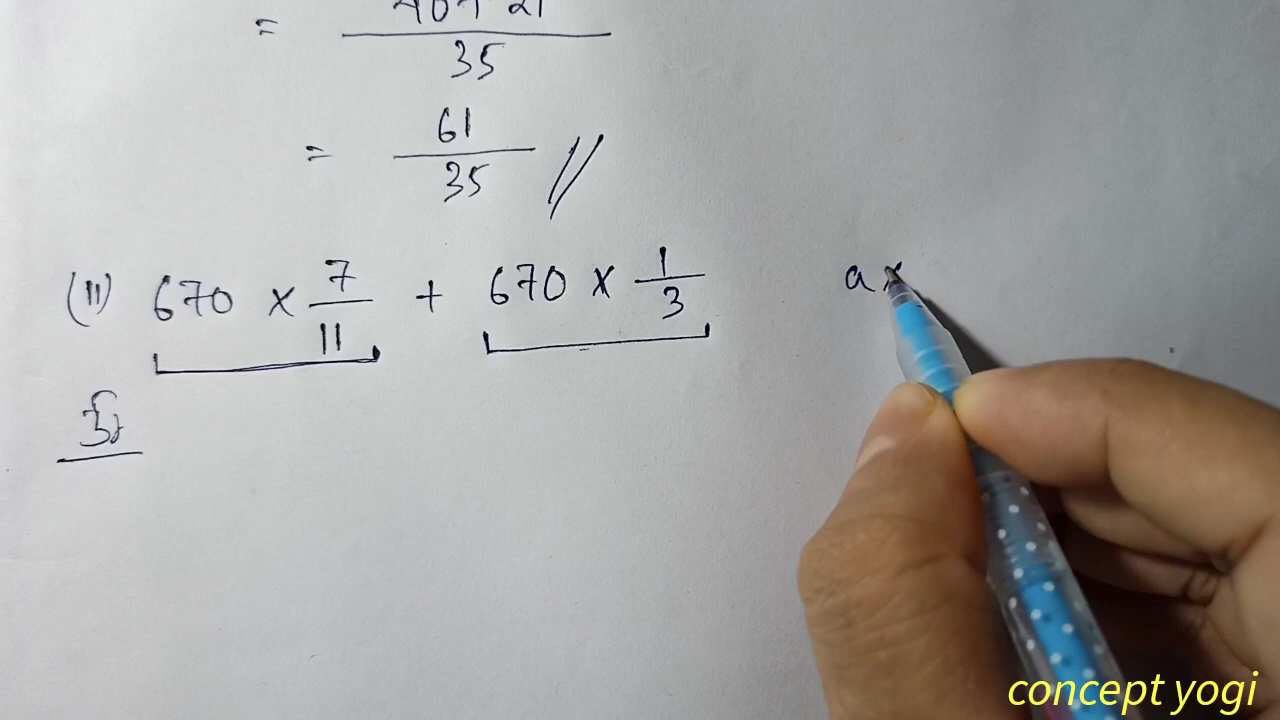 =
35
= 61/35 //
(II) 670 × 7/11 + 670 × 1/3
a ×
concept yogi